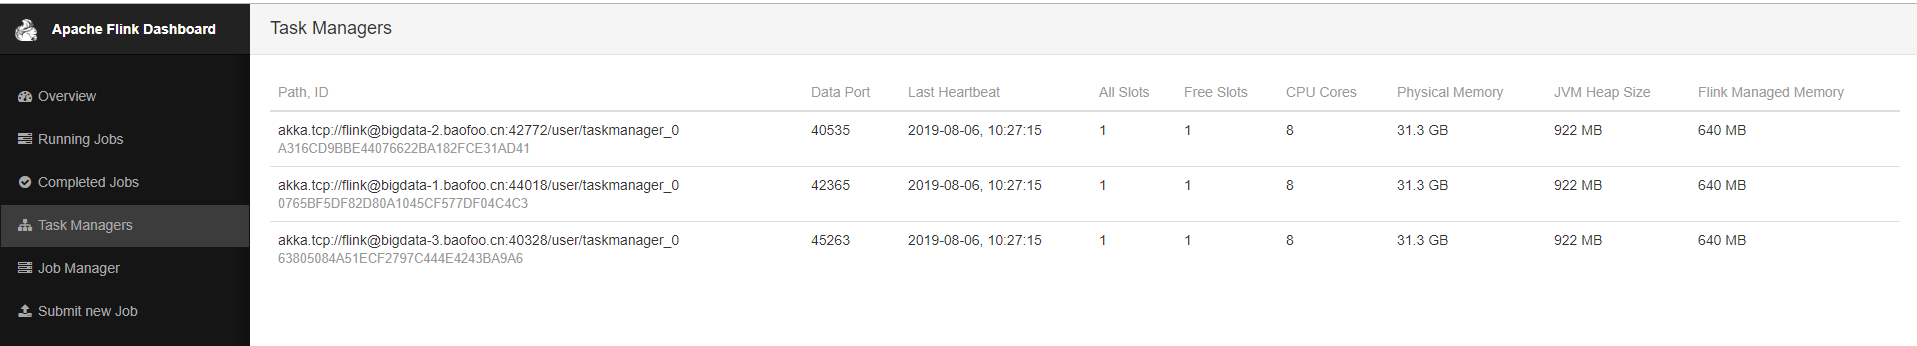 Apache Flink Dashboard
Task Managers
Overview
Running Jobs
Completed Jobs
Task Managers
Job Manager
Submit new Job
Path, ID Data Port Last Heartbeat All Slots Free Slots CPU Cores Physical Memory JVM Heap Size Flink Managed Memory
akka.tcp://flink@bigdata-2.baofoo.cn:42772/user/taskmanager_0 40535 2019-08-06, 10:27:15 1 1 8 31.3 GB 922 MB 640 MB
A316CD9BBE44076622BA182FCE31AD41
akka.tcp://flink@bigdata-1.baofoo.cn:44018/user/taskmanager_0 42365 2019-08-06, 10:27:15 1 1 8 31.3 GB 922 MB 640 MB
0765BF5DF82D80A1045CF577DF04C4C3
akka.tcp://flink@bigdata-3.baofoo.cn:40328/user/taskmanager_0 45263 2019-08-06, 10:27:15 1 1 8 31.3 GB 922 MB 640 MB
63805084A51ECF2797C444E4243BA9A6